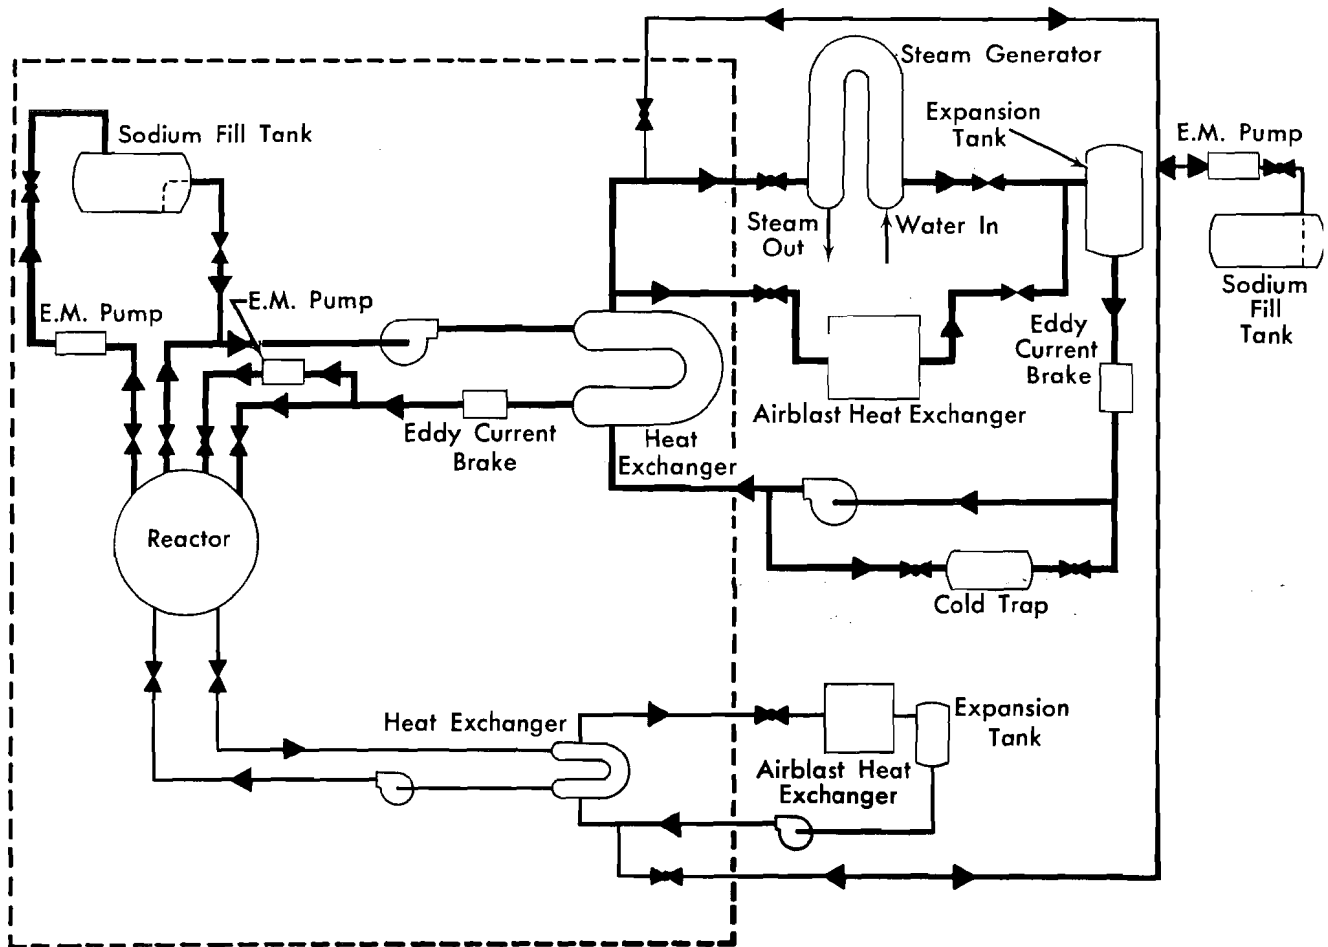 Steam Generator
Expansion
Tank
E.M. Pump
Sodium Fill Tank
Steam
Out
Water In
Sodium
Fill
Tank
E.M. Pump
E.M. Pump
Eddy
Current
Brake
Airblast Heat Exchanger
Eddy Current
Brake
Heat
Exchanger
Reactor
Cold Trap
Heat Exchanger
Expansion
Tank
Airblast Heat
Exchanger